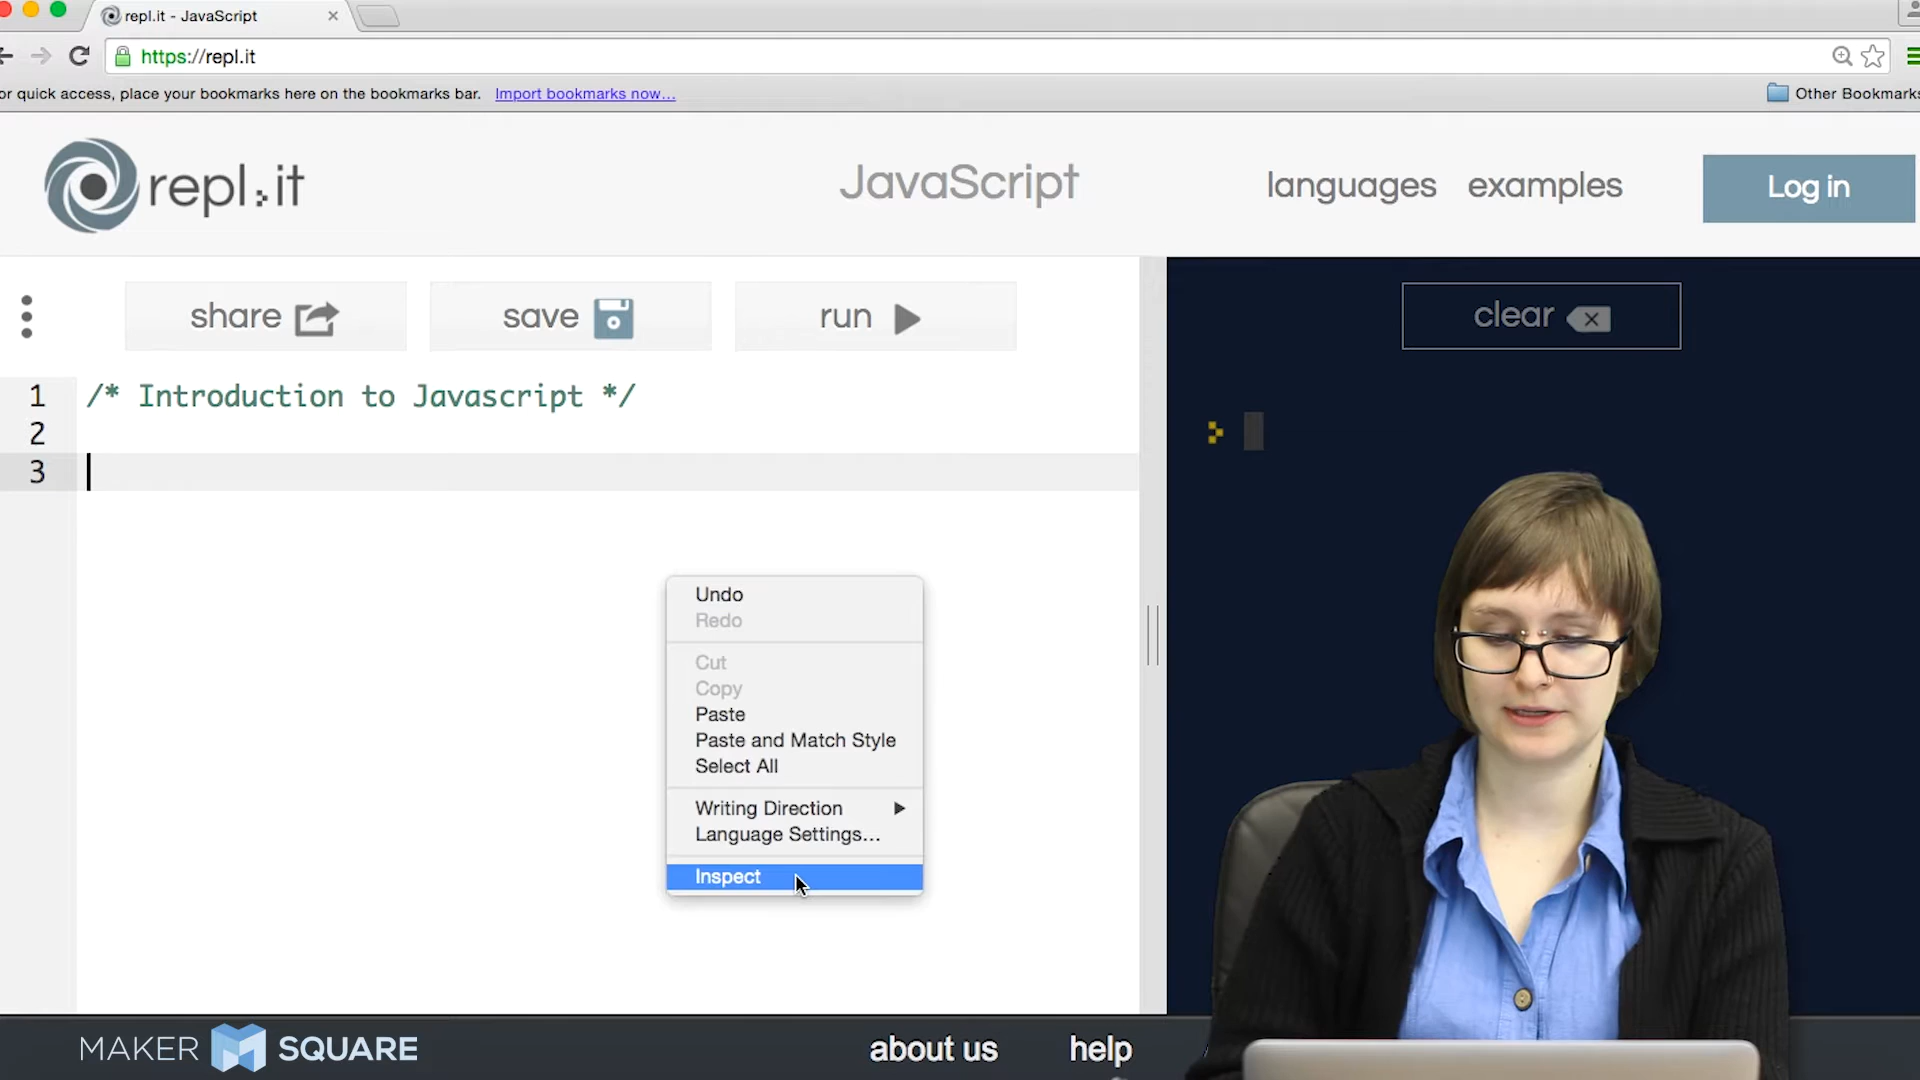 repl.it - JavaScript
https://repl.it
or quick access, place your bookmarks here on the bookmarks bar. Import bookmarks now... Other Bookmarks
repl.it JavaScript languages examples Log in
share save run clear
1 /* Introduction to Javascript */
2
3
>
Undo
Redo
Cut
Copy
Paste
Paste and Match Style
Select All
Writing Direction
Language Settings...
Inspect
MAKER SQUARE about us help